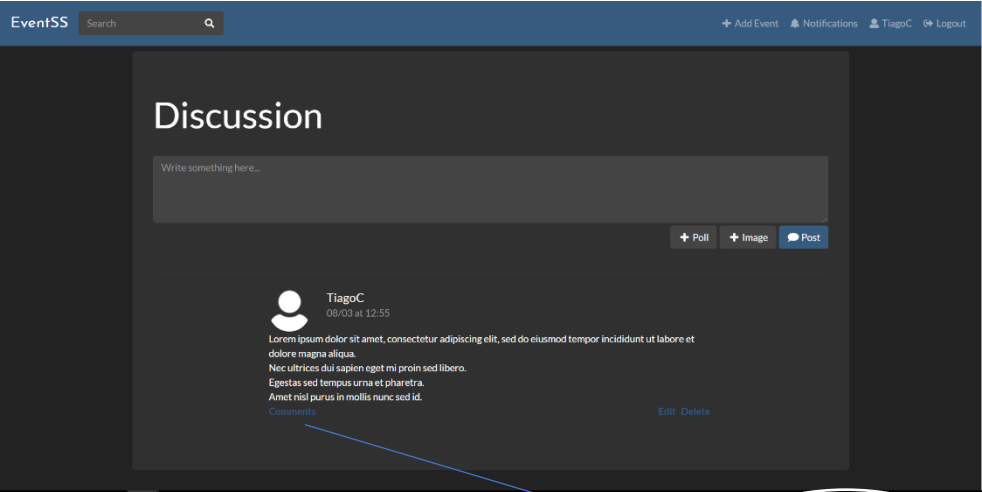 EventSS Search Add Event Notifications TiagoC Logout
Discussion
Write something here...
Poll Image Post
TiagoC
08/03 at 12:55
Lorem ipsum dolor sit amet, consectetur adipiscing elit, sed do eiusmod tempor incididunt ut labore et
dolore magna aliqua.
Nec ultrices dui sapien eget mi proin sed libero.
Egestas sed tempus urna et pharetra.
Amet nisl purus in mollis nunc sed id.
Comments Edit Delete